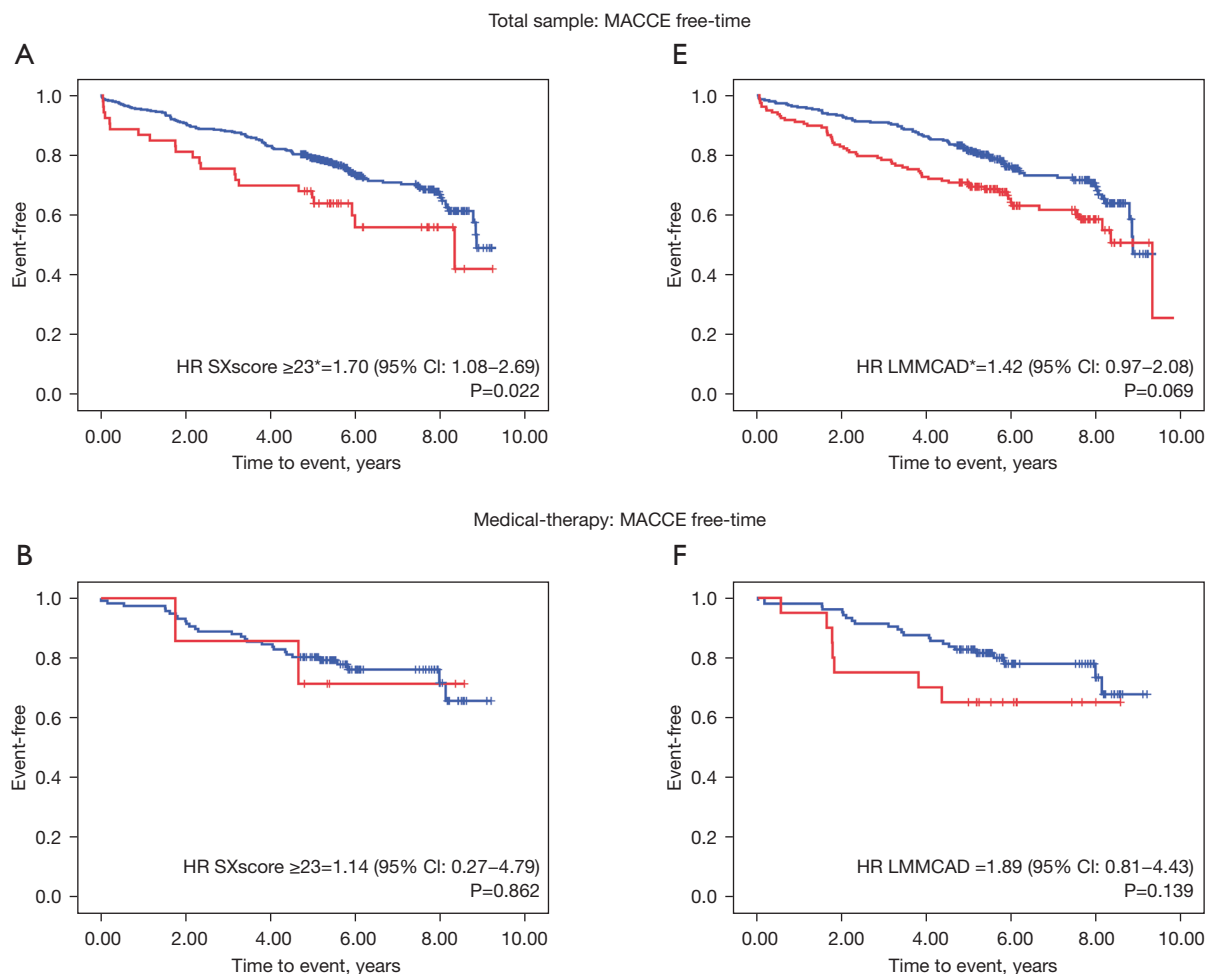 Total sample: MACCE free-time
A
1.0
0.8
0.6
0.4
0.2
0.0
Event-free
HR SXscore ≥23*=1.70 (95% CI: 1.08–2.69)
P=0.022
0.00 2.00 4.00 6.00 8.00 10.00
Time to event, years
E
1.0
0.8
0.6
0.4
0.2
0.0
Event-free
HR LMMCAD*=1.42 (95% CI: 0.97–2.08)
P=0.069
0.00 2.00 4.00 6.00 8.00 10.00
Time to event, years
Medical-therapy: MACCE free-time
B
1.0
0.8
0.6
0.4
0.2
0.0
Event-free
HR SXscore ≥23=1.14 (95% CI: 0.27–4.79)
P=0.862
0.00 2.00 4.00 6.00 8.00 10.00
Time to event, years
F
1.0
0.8
0.6
0.4
0.2
0.0
Event-free
HR LMMCAD =1.89 (95% CI: 0.81–4.43)
P=0.139
0.00 2.00 4.00 6.00 8.00 10.00
Time to event, years